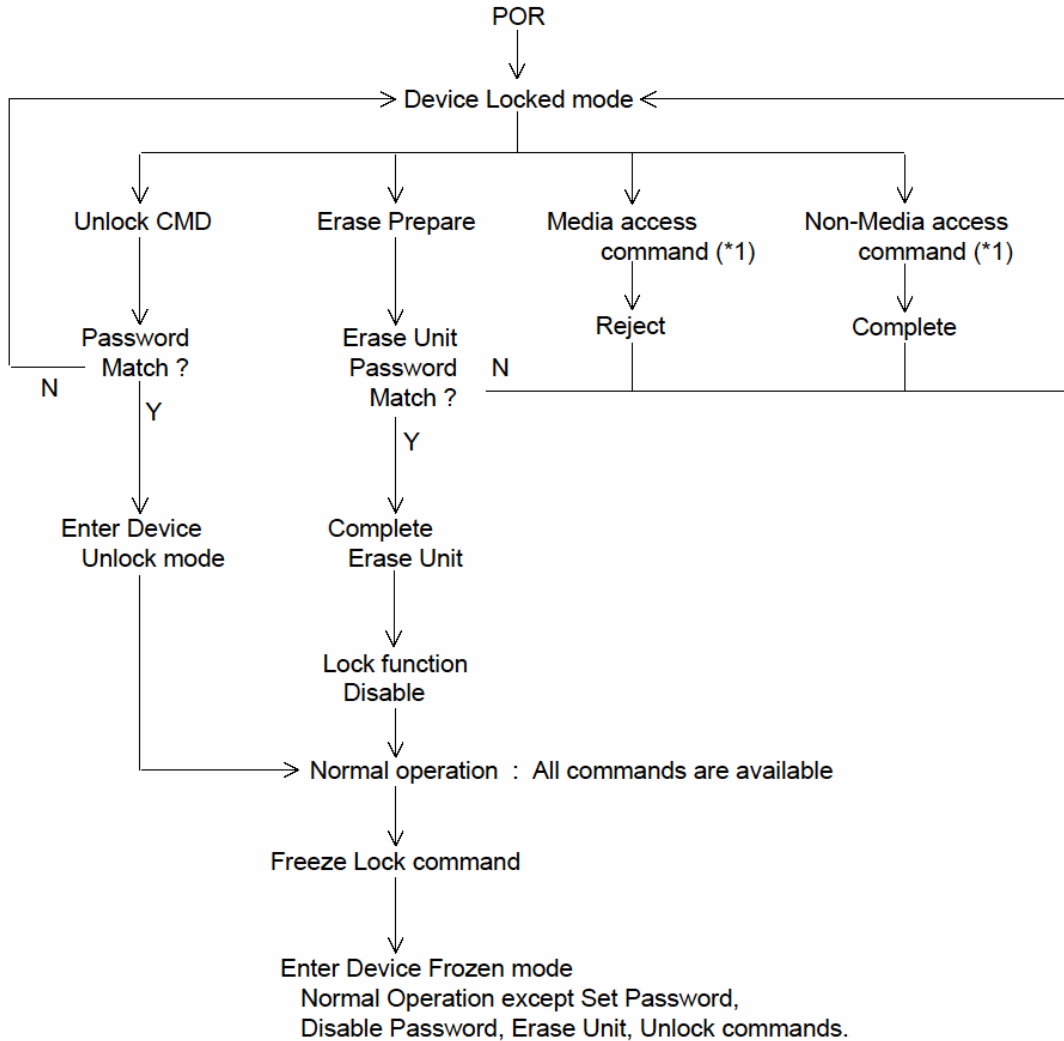 POR
Device Locked mode
Unlock CMD
Erase Prepare
Media access
command (*1)
Non-Media access
command (*1)
Password
Match ?
N
Y
Erase Unit
Password
Match ?
N
Y
Reject
Complete
Enter Device
Unlock mode
Complete
Erase Unit
Lock function
Disable
Normal operation : All commands are available
Freeze Lock command
Enter Device Frozen mode
Normal Operation except Set Password,
Disable Password, Erase Unit, Unlock commands.